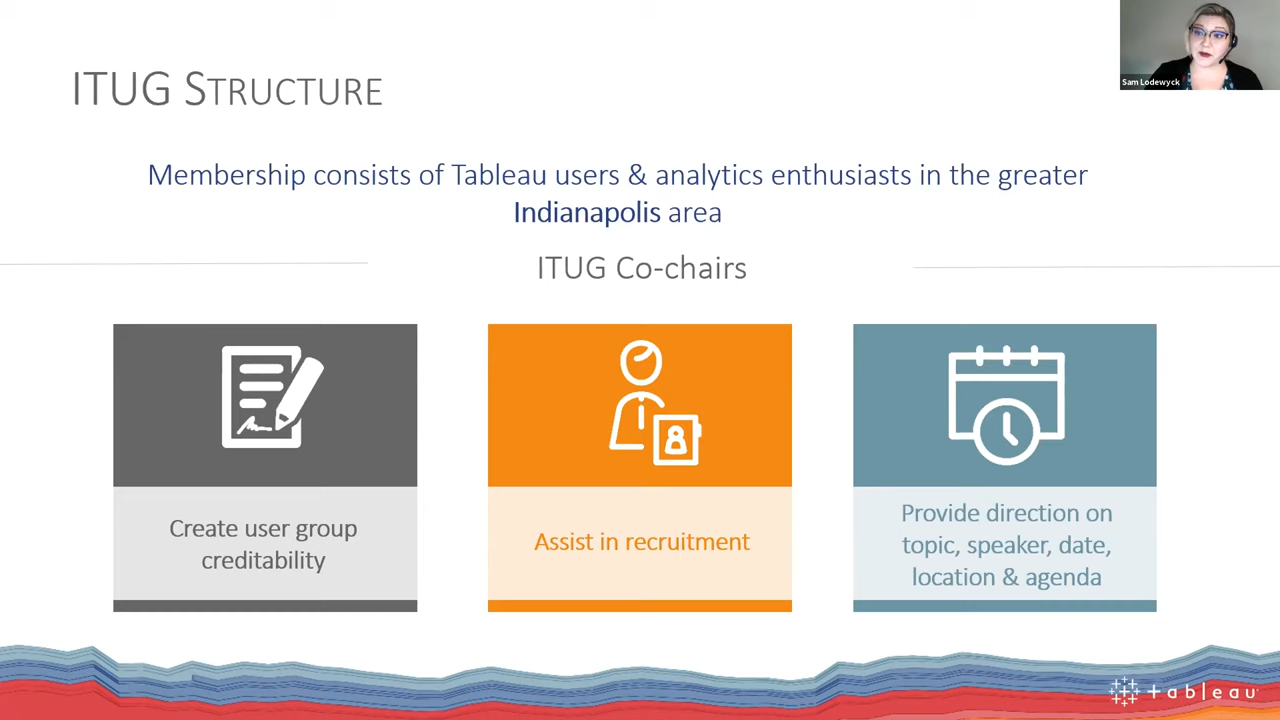 Sam Lodewyck
ITUG STRUCTURE
Membership consists of Tableau users & analytics enthusiasts in the greater
Indianapolis area
ITUG Co-chairs
Create user group
creditability
Assist in recruitment
Provide direction on
topic, speaker, date,
location & agenda
+ableau